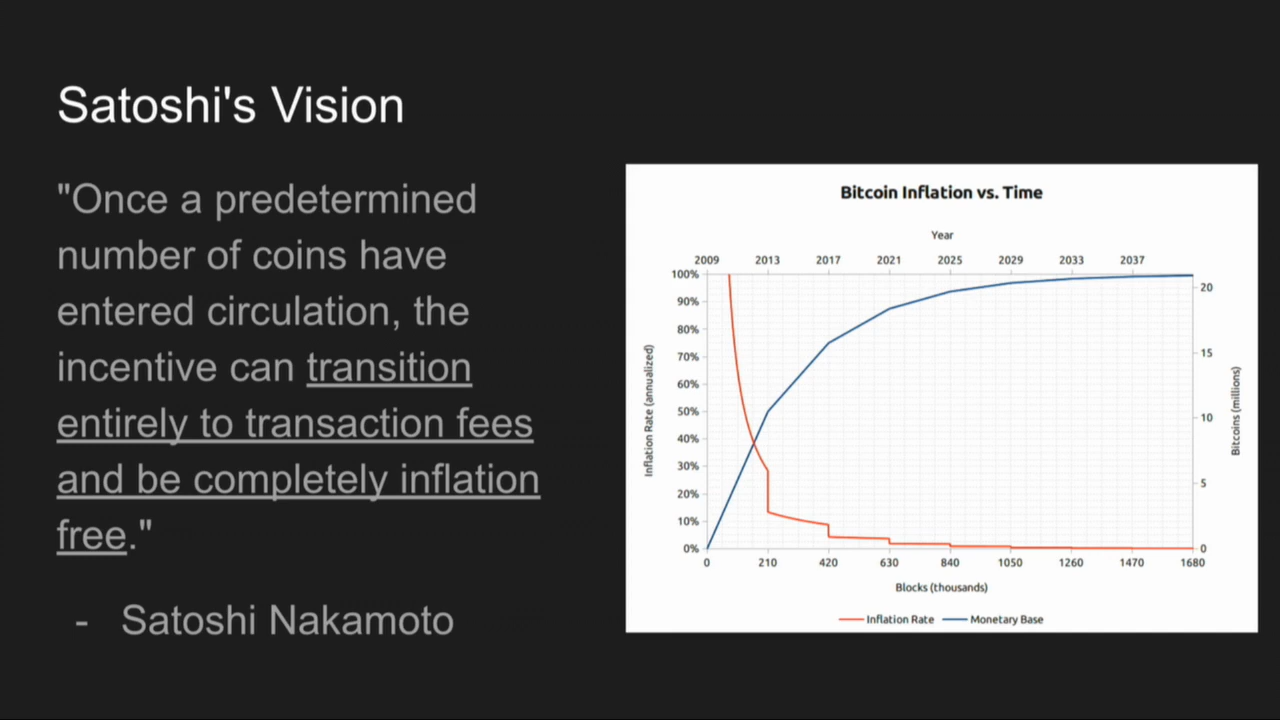 Satoshi's Vision
"Once a predetermined
number of coins have
entered circulation, the
incentive can transition
entirely to transaction fees
and be completely inflation
free."
- Satoshi Nakamoto
Bitcoin Inflation vs. Time
Year
2009 2013 2017 2021 2025 2029 2033 2037
Inflation Rate (annualized)
100%
90%
80%
70%
60%
50%
40%
30%
20%
10%
0%
20
15
10
5
0
Bitcoins (millions)
0 210 420 630 840 1050 1260 1470 1680
Blocks (thousands)
Inflation Rate Monetary Base